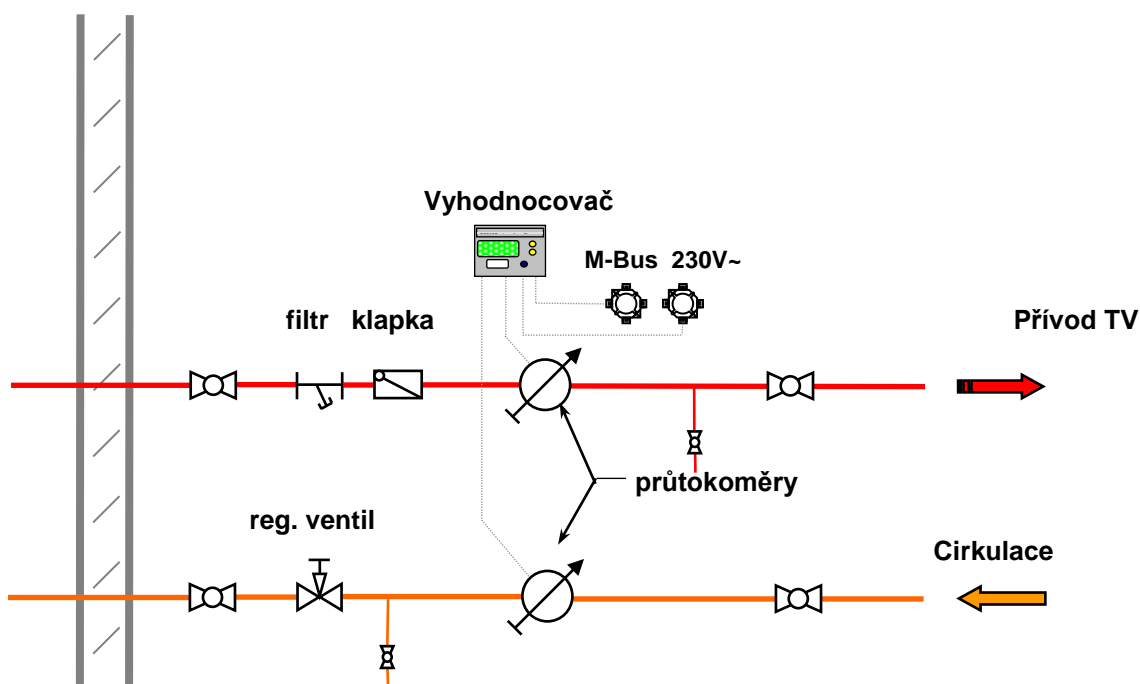 Vyhodnocovač
M-Bus 230V~
filtr klapka
Přívod TV
průtokoměry
reg. ventil
Cirkulace